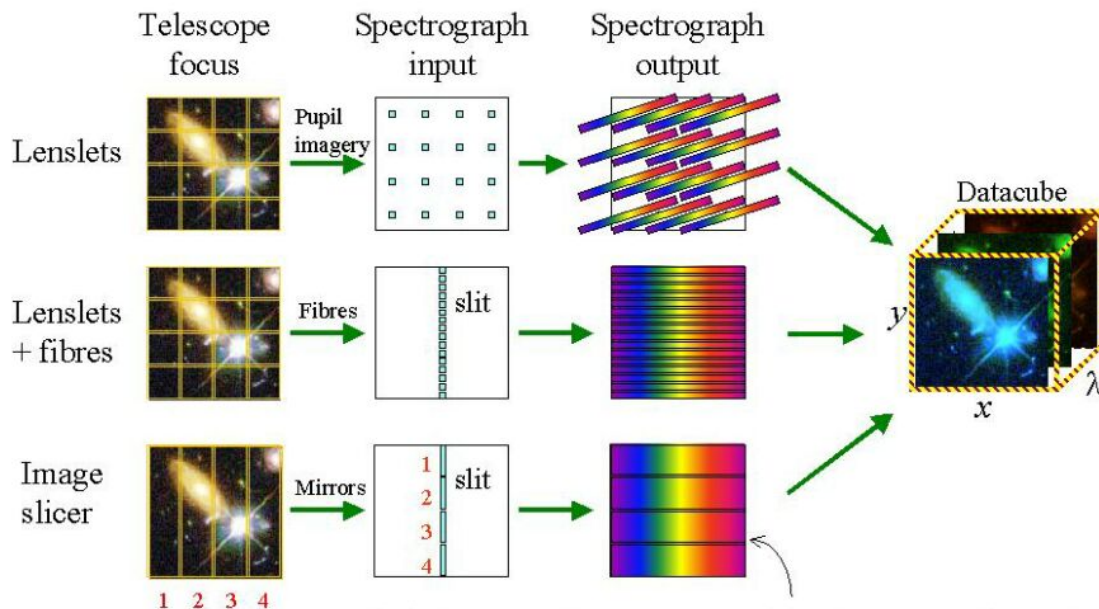 Telescope
focus
Spectrograph
input
Spectrograph
output
Lenslets
Pupil
imagery
Datacube
Lenslets
+ fibres
Fibres
slit
y
x
λ
Image
slicer
Mirrors
1
2
3
4
slit
1 2 3 4